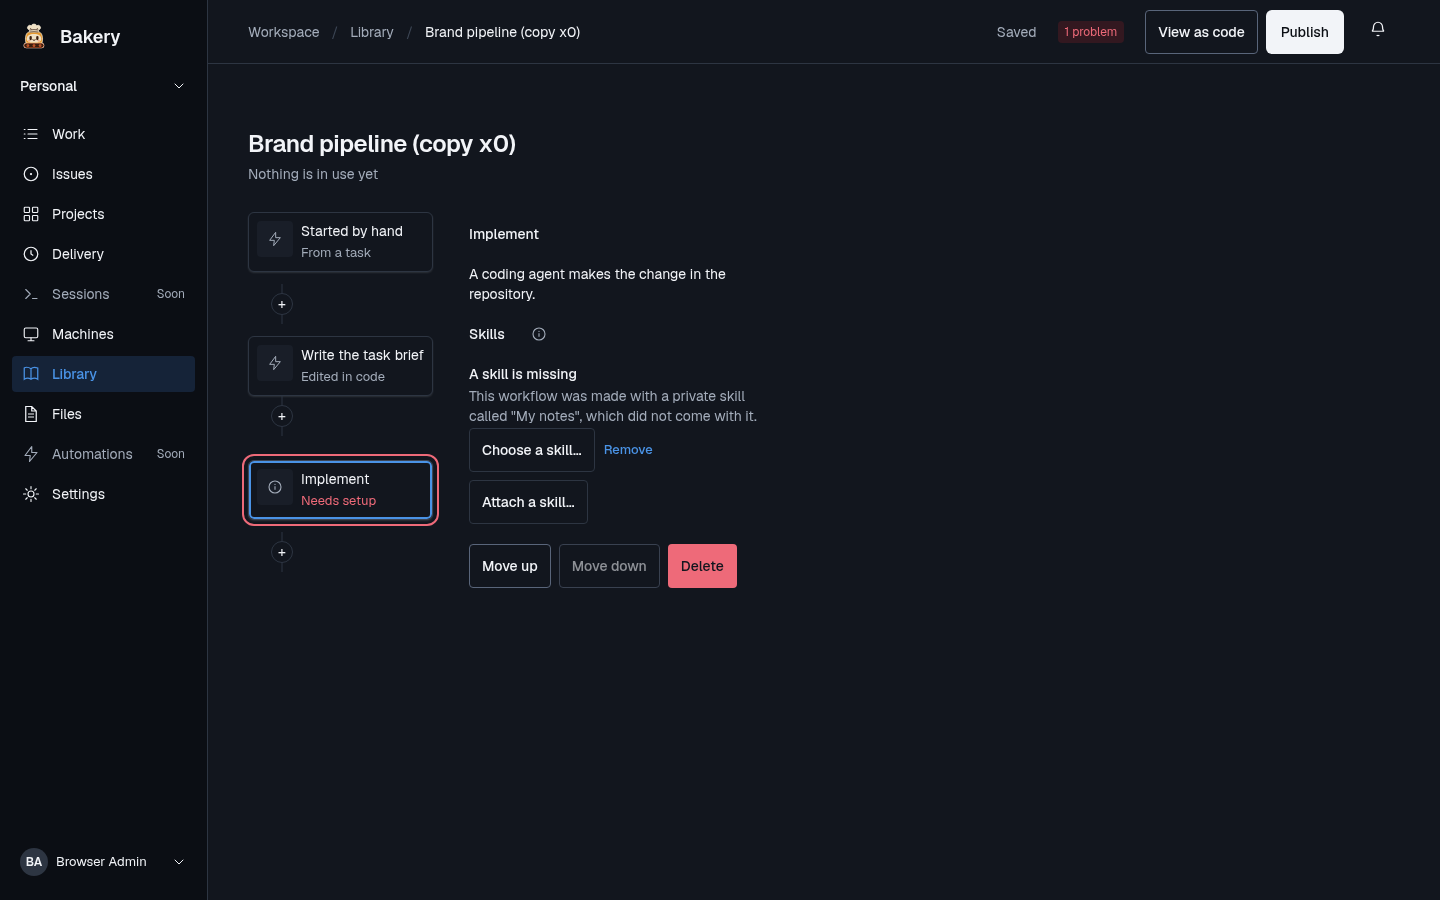 Bakery
Personal
Work
Issues
Projects
Delivery
Sessions Soon
Machines
Library
Files
Automations Soon
Settings
BA Browser Admin
Workspace / Library / Brand pipeline (copy x0)
Saved 1 problem View as code Publish
Brand pipeline (copy x0)
Nothing is in use yet
Started by hand
From a task
+
Write the task brief
Edited in code
+
Implement
Needs setup
+
Implement
A coding agent makes the change in the
repository.
Skills
A skill is missing
This workflow was made with a private skill
called "My notes", which did not come with it.
Choose a skill... Remove
Attach a skill...
Move up Move down Delete